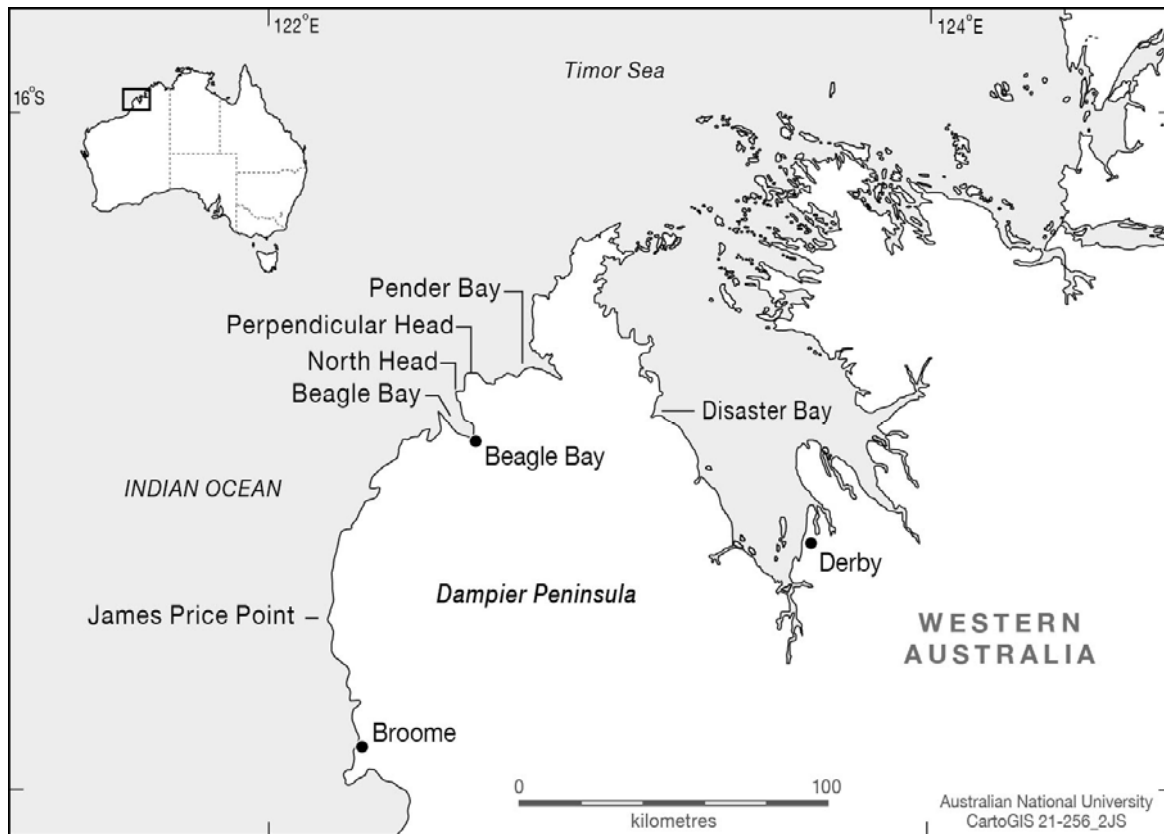 122°E
124°E
Timor Sea
16°S
Pender Bay
Perpendicular Head
North Head
Beagle Bay
Disaster Bay
Beagle Bay
INDIAN OCEAN
Derby
Dampier Peninsula
James Price Point
WESTERN
AUSTRALIA
Broome
0
100
kilometres
Australian National University
CartoGIS 21-256_2JS